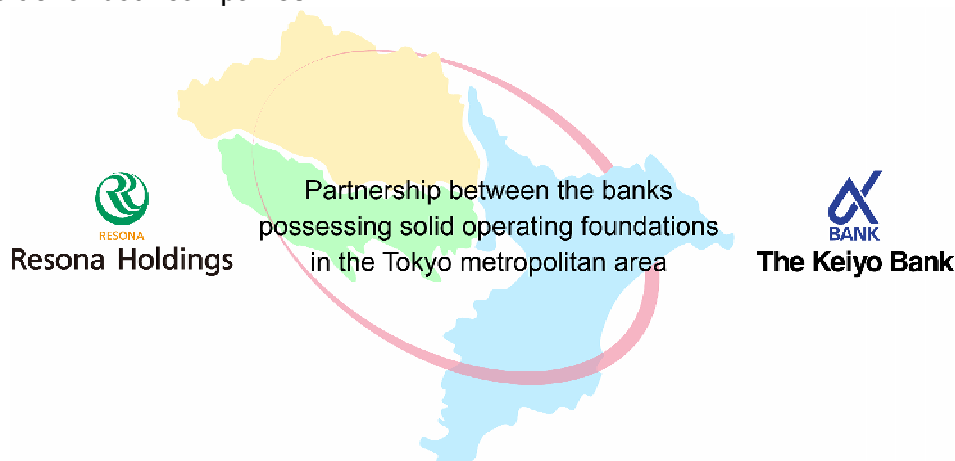 Partnership between the banks
possessing solid operating foundations
in the Tokyo metropolitan area
RESONA
Resona Holdings
BANK
The Keiyo Bank